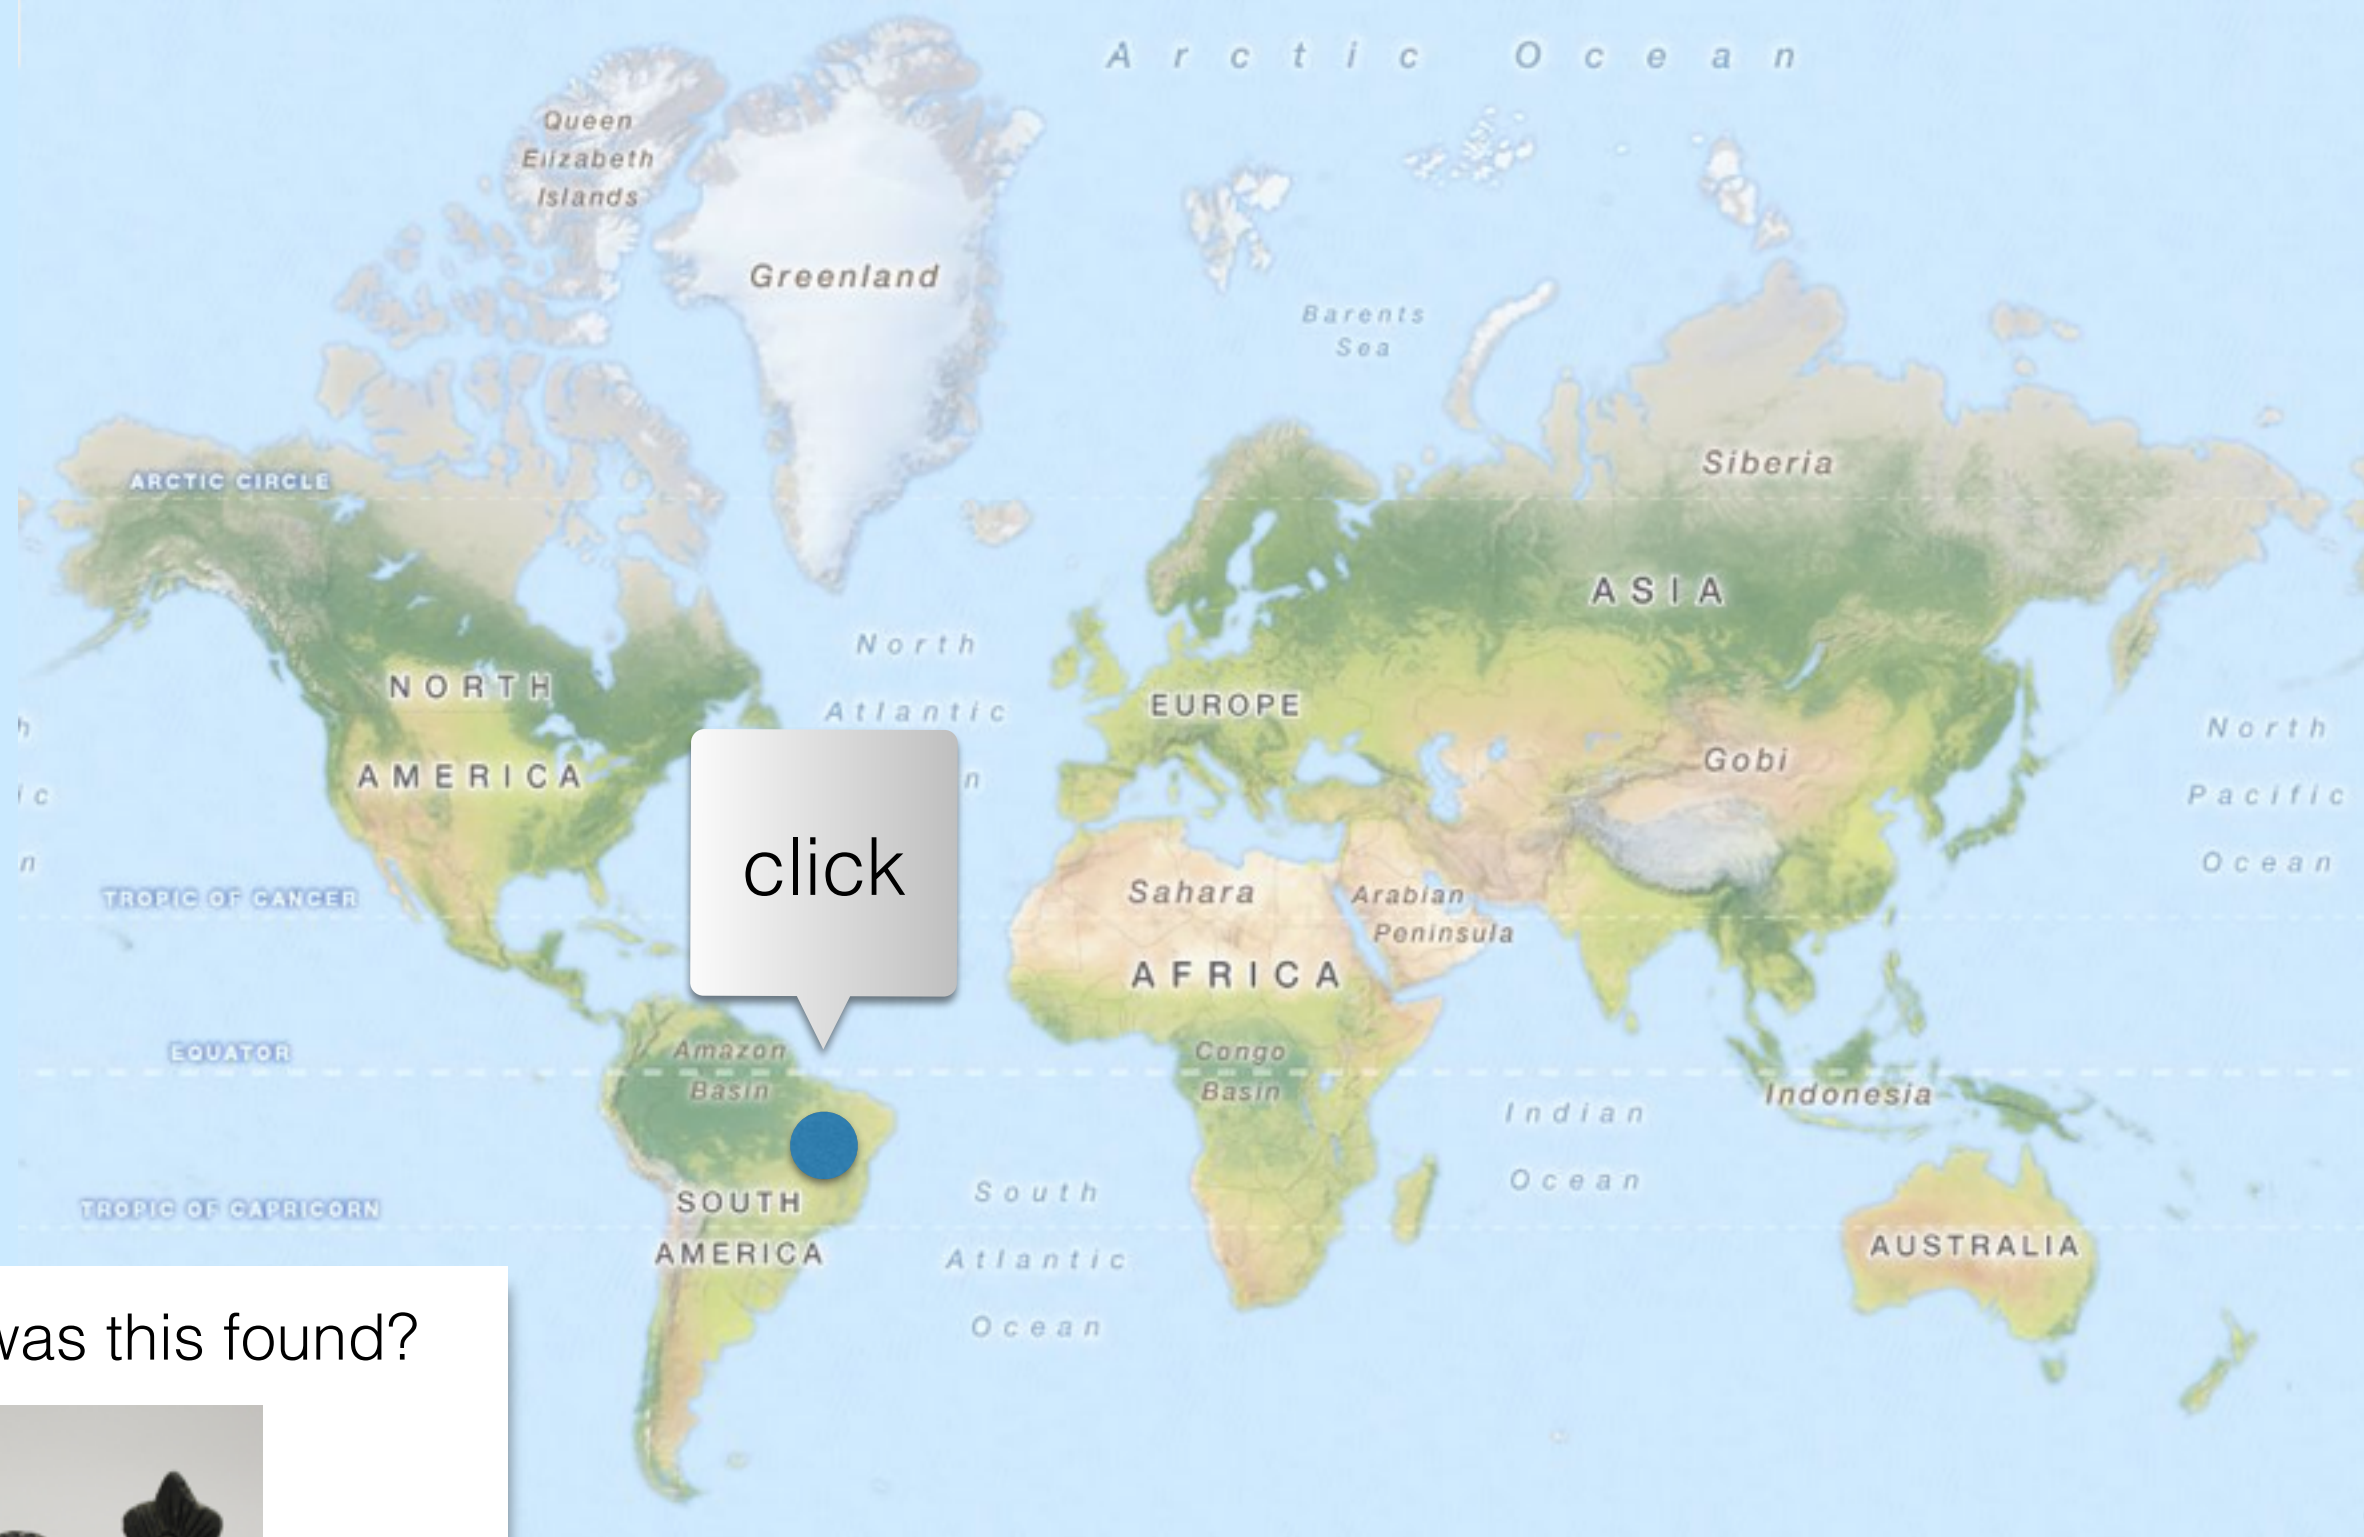 Arctic Ocean
Queen
Elizabeth
Islands
Greenland
Barents
Sea
Siberia
ARCTIC CIRCLE
ASIA
North
Atlantic
n
NORTH
AMERICA
EUROPE
Gobi
North
Pacific
Ocean
h
ic
n
click
TROPIC OF CANCER
Sahara
Arabian
Peninsula
AFRICA
EQUATOR
Amazon
Basin
Congo
Basin
Indonesia
Indian
Ocean
TROPIC OF CAPRICORN
SOUTH
AMERICA
South
Atlantic
Ocean
AUSTRALIA
was this found?